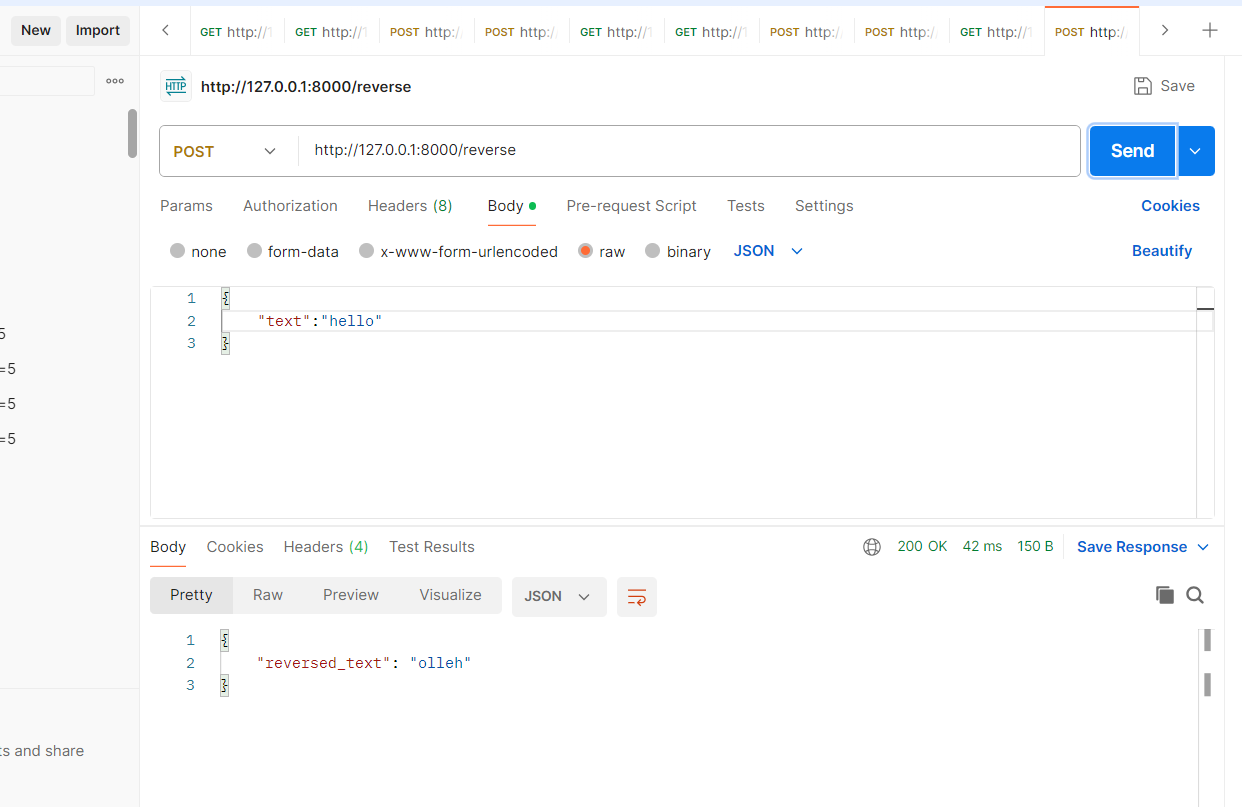 New Import GET http://1 GET http://1 POST http:/ POST http:/ GET http://1 GET http://1 POST http:/ POST http:/ GET http://1 POST http:/
HTTP http://127.0.0.1:8000/reverse Save
POST http://127.0.0.1:8000/reverse Send
Params Authorization Headers (8) Body Pre-request Script Tests Settings Cookies
none form-data x-www-form-urlencoded raw binary JSON Beautify
1 {
2 "text":"hello"
3 }
5
=5
=5
=5
Body Cookies Headers (4) Test Results 200 OK 42 ms 150 B Save Response
Pretty Raw Preview Visualize JSON
1 {
2 "reversed_text": "olleh"
3 }
ts and share